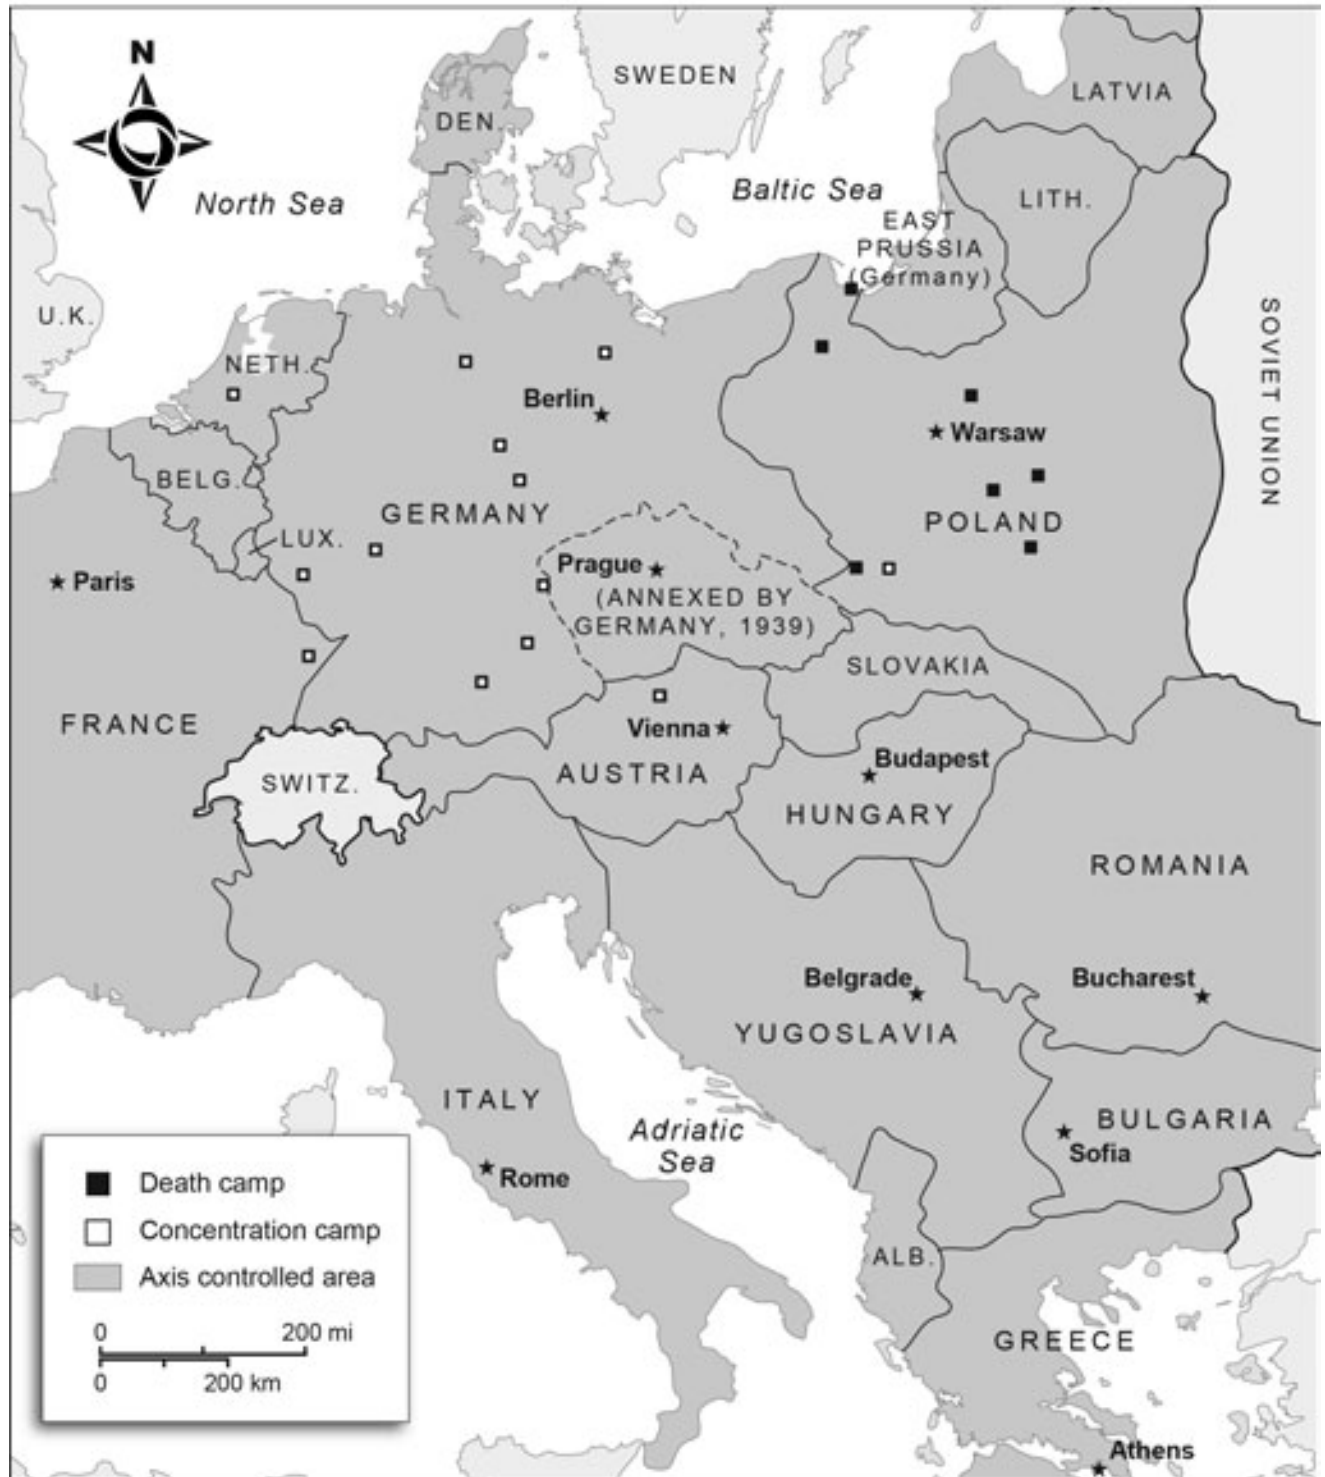 N
SWEDEN
DEN.
LATVIA
North Sea
Baltic Sea
LITH.
EAST
PRUSSIA
(Germany)
U.K.
SOVIET UNION
NETH.
Berlin
Warsaw
BELG.
GERMANY
POLAND
LUX.
Paris
Prague
(ANNEXED BY
GERMANY, 1939)
SLOVAKIA
FRANCE
Vienna
Budapest
SWITZ.
AUSTRIA
HUNGARY
ROMANIA
Belgrade
Bucharest
YUGOSLAVIA
ITALY
Adriatic
Sea
BULGARIA
Sofia
Rome
ALB.
GREECE
Athens
Death camp
Concentration camp
Axis controlled area
0 200 mi
0 200 km